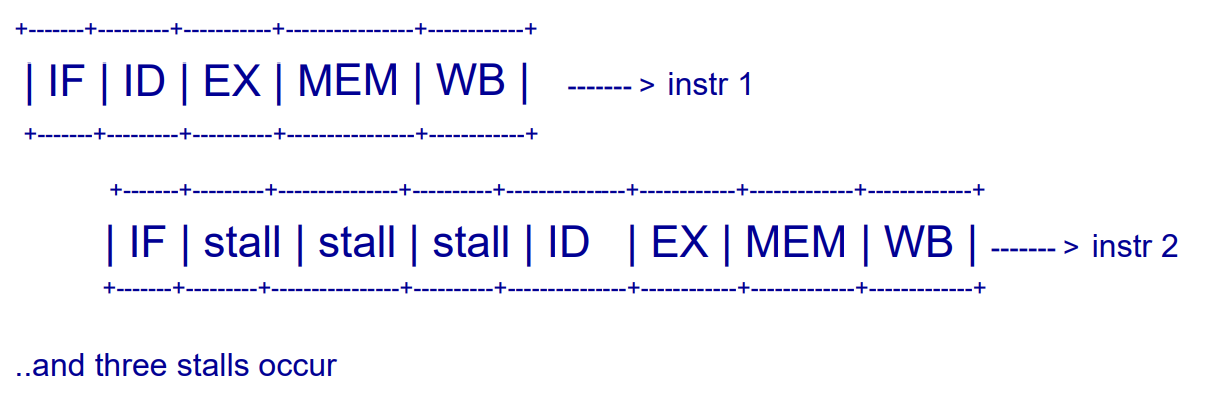 +-------+---------+-----------+----------------+------------+
| IF | ID | EX | MEM | WB | ------- > instr 1
+-------+---------+----------+----------------+------------+
+-------+---------+---------------+----------+---------------+------------+-------------+-------------+
| IF | stall | stall | stall | ID | EX | MEM | WB | ------- > instr 2
+-------+---------+----------------+----------+---------------+------------+-------------+-------------+
..and three stalls occur